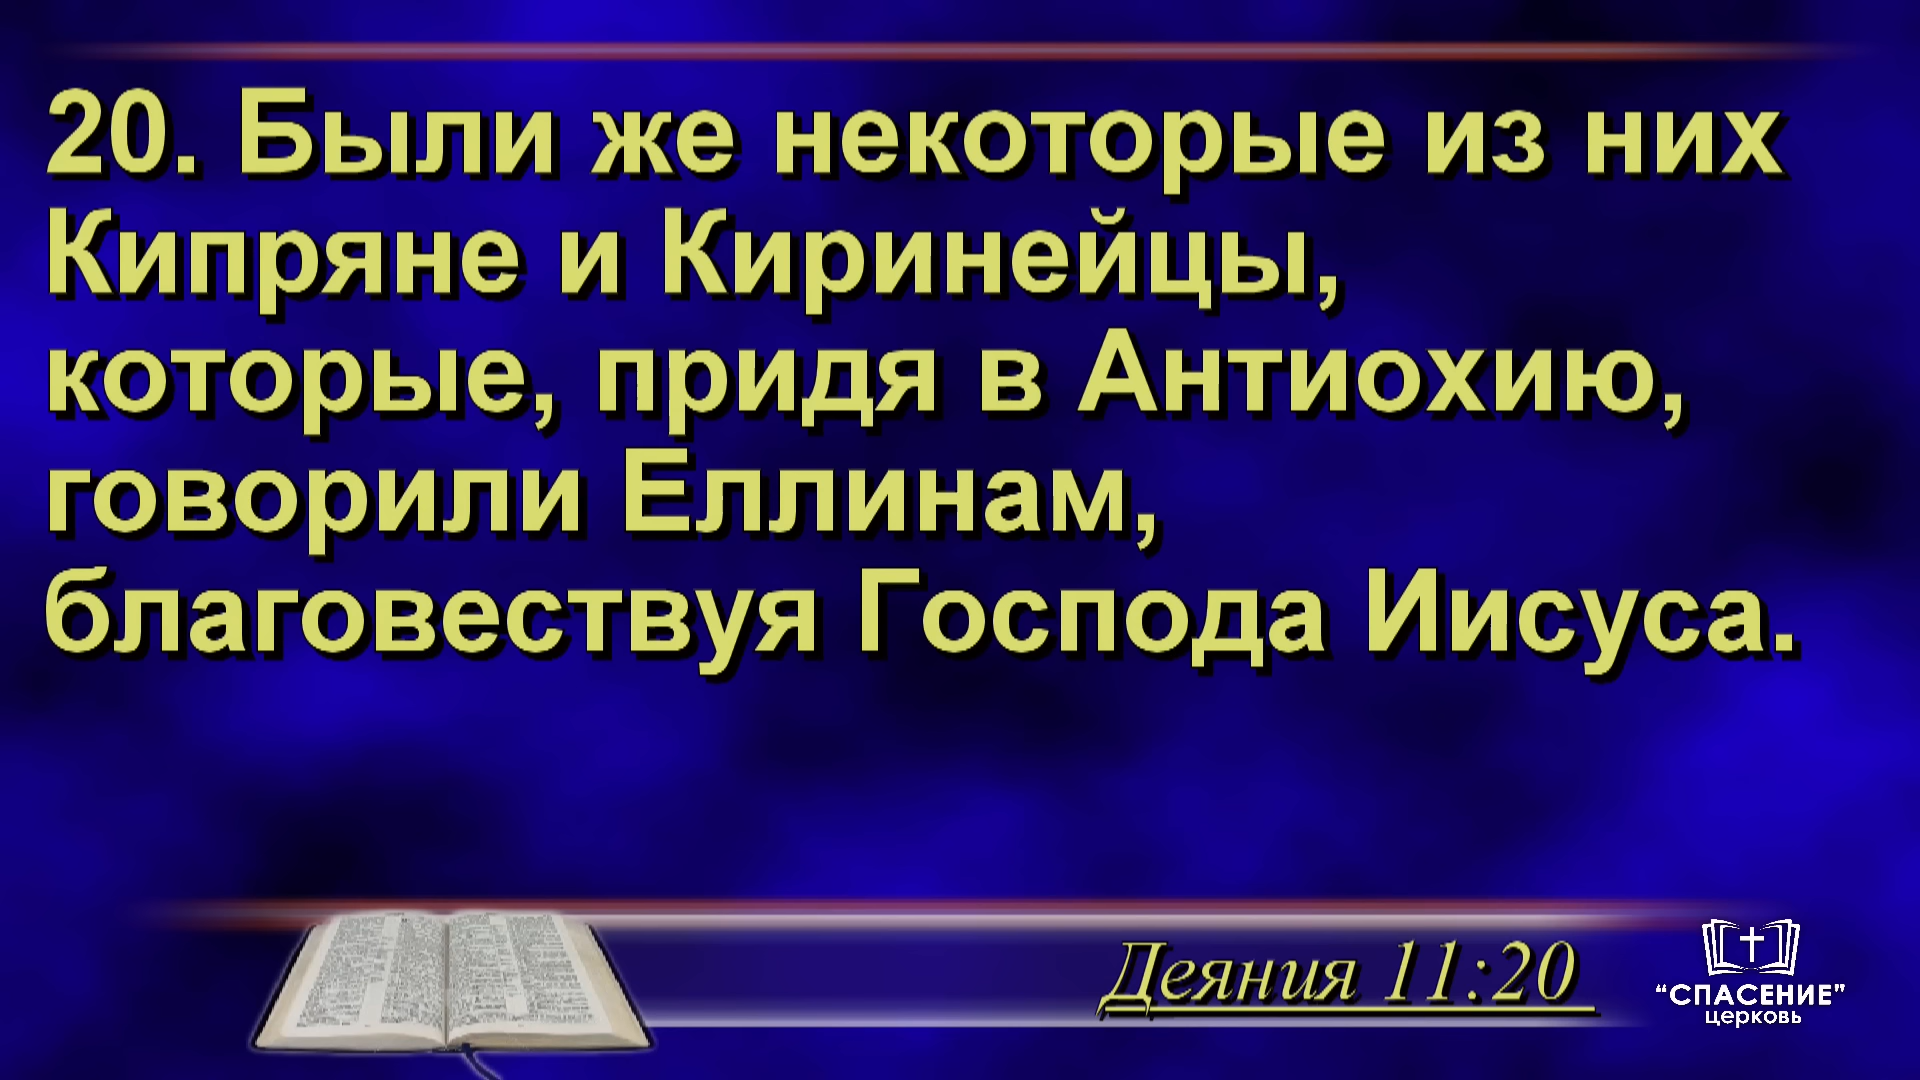 20. Были же некоторые из них
Кипряне и Киринейцы,
которые, придя в Антиохию,
говорили Еллинам,
благовествуя Господа Иисуса.
Деяния 11:20
“СПАСЕНИЕ”
церковь